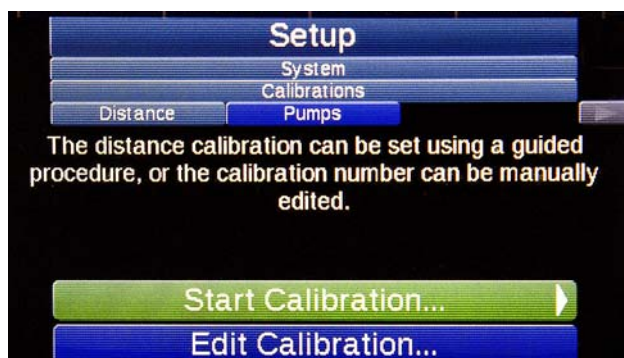 Setup
System
Calibrations
Distance Pumps
The distance calibration can be set using a guided
procedure, or the calibration number can be manually
edited.
Start Calibration...
Edit Calibration...